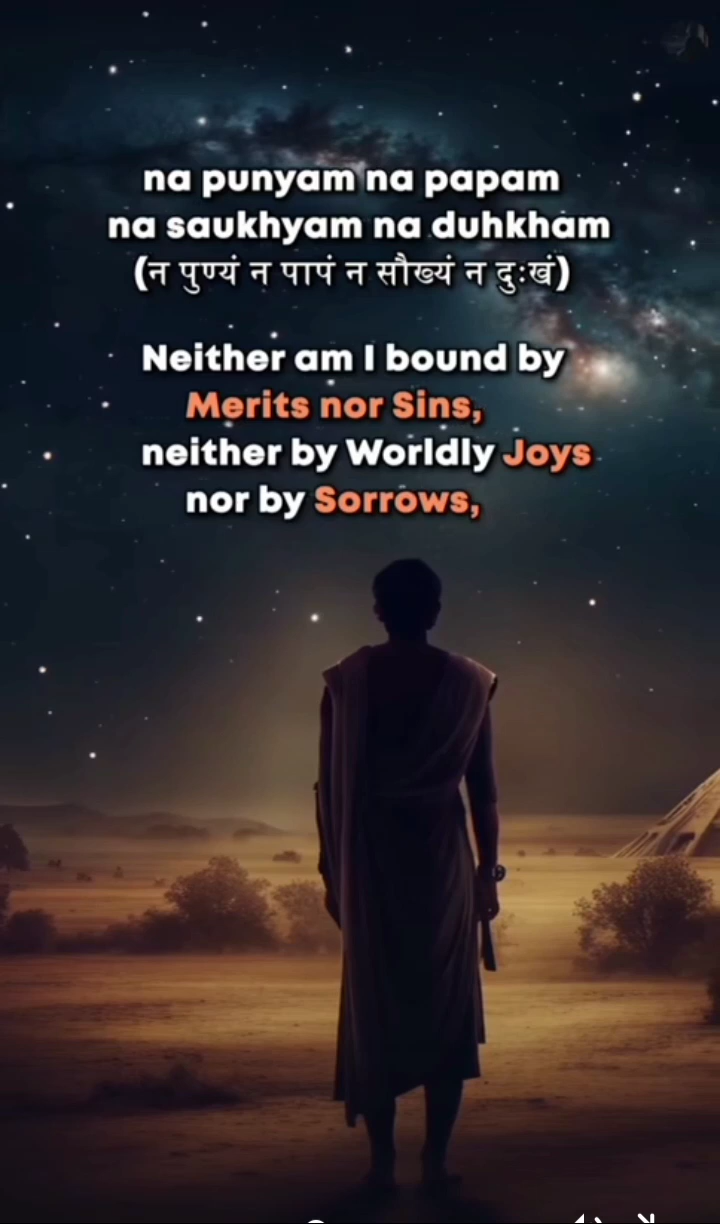 na punyam na papam
na saukhyam na duhkham
(न पुण्यं न पापं न सौख्यं न दुःखं)
Neither am I bound by
Merits nor Sins,
neither by Worldly Joys
nor by Sorrows,